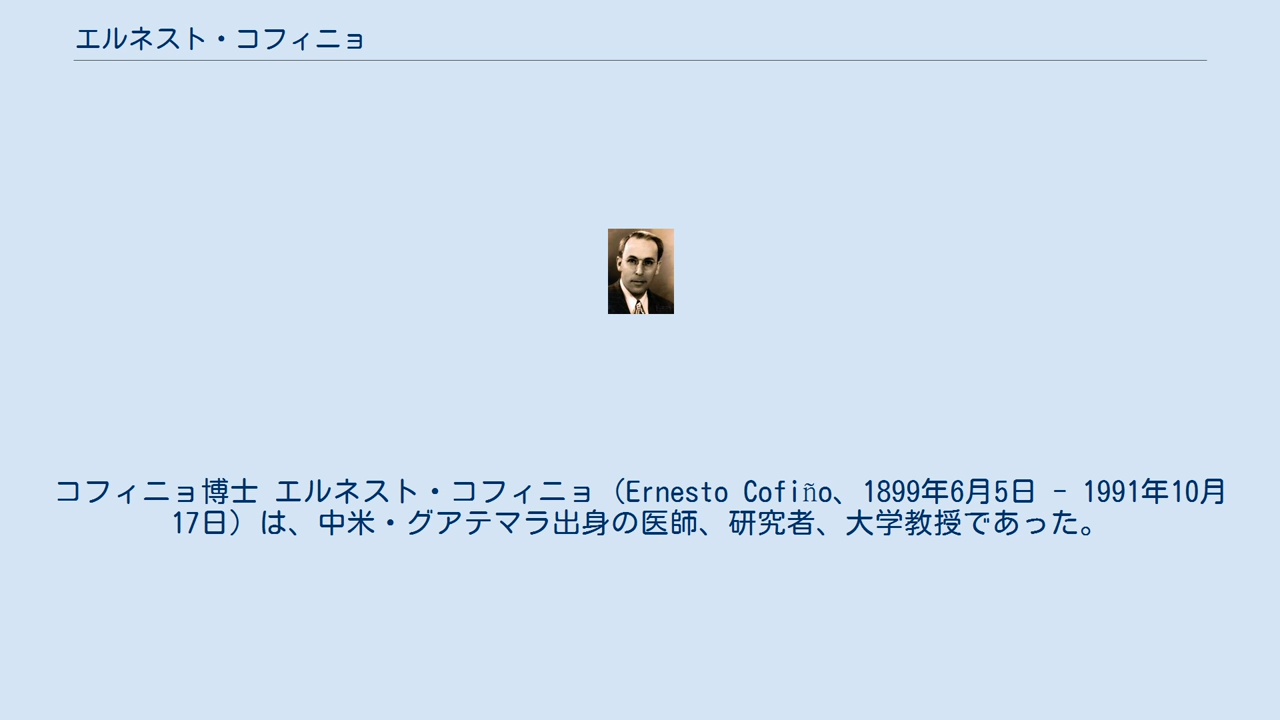 エルネスト・コフィニョ
コフィニョ博士 エルネスト・コフィニョ（Ernesto Cofiño、1899年6月5日 - 1991年10月
17日）は、中米・グアテマラ出身の医師、研究者、大学教授であった。